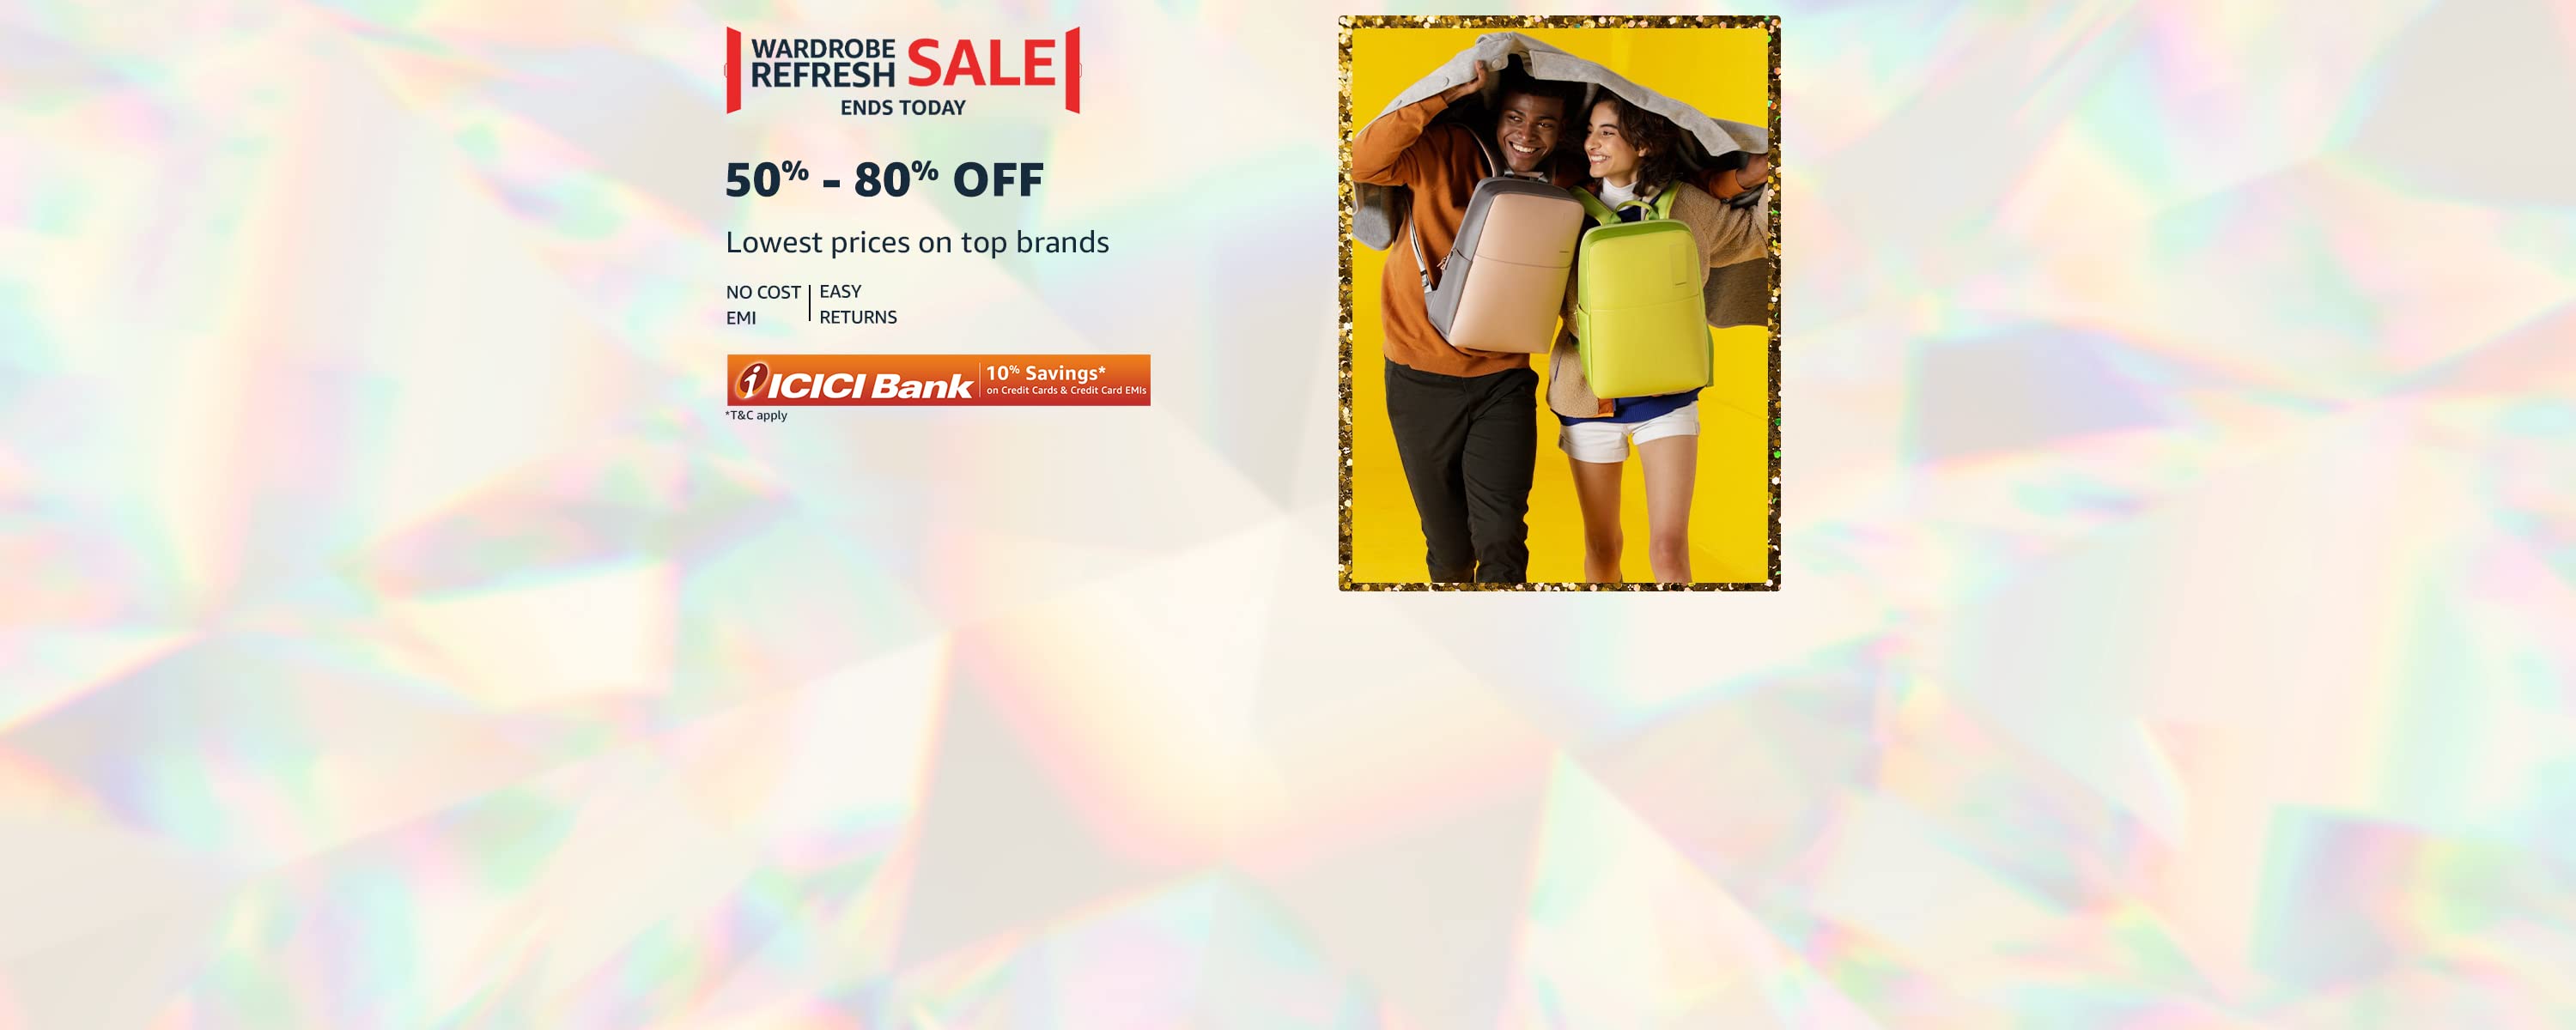 WARDROBE
REFRESH SALE
ENDS TODAY
50% - 80% OFF
Lowest prices on top brands
NO COST
EMI
EASY
RETURNS
ICICI Bank
10% Savings*
on Credit Cards & Credit Card EMIs
*T&C apply